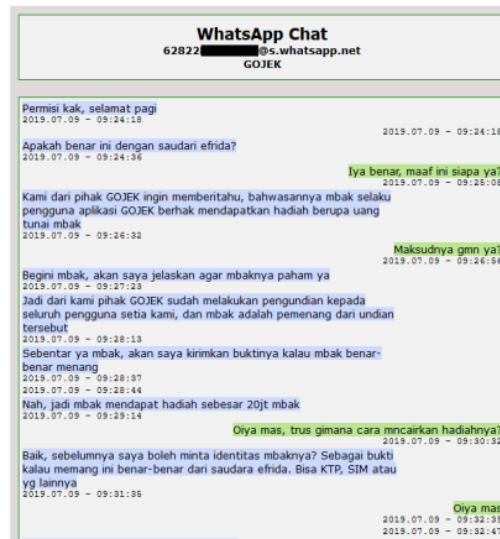 WhatsApp Chat
62822 @s.whatsapp.net
GOJEK
Permisi kak, selamat pagi
2019.07.09 - 09:24:18
2019.07.09 - 09:24:18
Apakah benar ini dengan saudari efrida?
2019.07.09 - 09:24:36
Iya benar, maaf ini siapa ya?
2019.07.09 - 09:25:08
Kami dari pihak GOJEK ingin memberitahu, bahwasannya mbak selaku
pengguna aplikasi GOJEK berhak mendapatkan hadiah berupa uang
tunai mbak
2019.07.09 - 09:26:32
Maksudnya gmn ya?
2019.07.09 - 09:26:56
Begini mbak, akan saya jelaskan agar mbaknya paham ya
2019.07.09 - 09:27:23
Jadi dari kami pihak GOJEK sudah melakukan pengundian kepada
seluruh pengguna setia kami, dan mbak adalah pemenang dari undian
tersebut
2019.07.09 - 09:28:13
Sebentar ya mbak, akan saya kirimkan buktinya kalau mbak benar-
benar menang
2019.07.09 - 09:28:37
2019.07.09 - 09:28:44
Nah, jadi mbak mendapat hadiah sebesar 20jt mbak
2019.07.09 - 09:29:14
Oiya mas, trus gimana cara mncairkan hadiahnya?
2019.07.09 - 09:30:32
Baik, sebelumnya saya boleh minta identitas mbaknya? Sebagai bukti
kalau memang ini benar-benar dari saudara efrida. Bisa KTP, SIM atau
yg lainnya
2019.07.09 - 09:31:35
Oiya mas
2019.07.09 - 09:32:39
2019.07.09 - 09:32:47